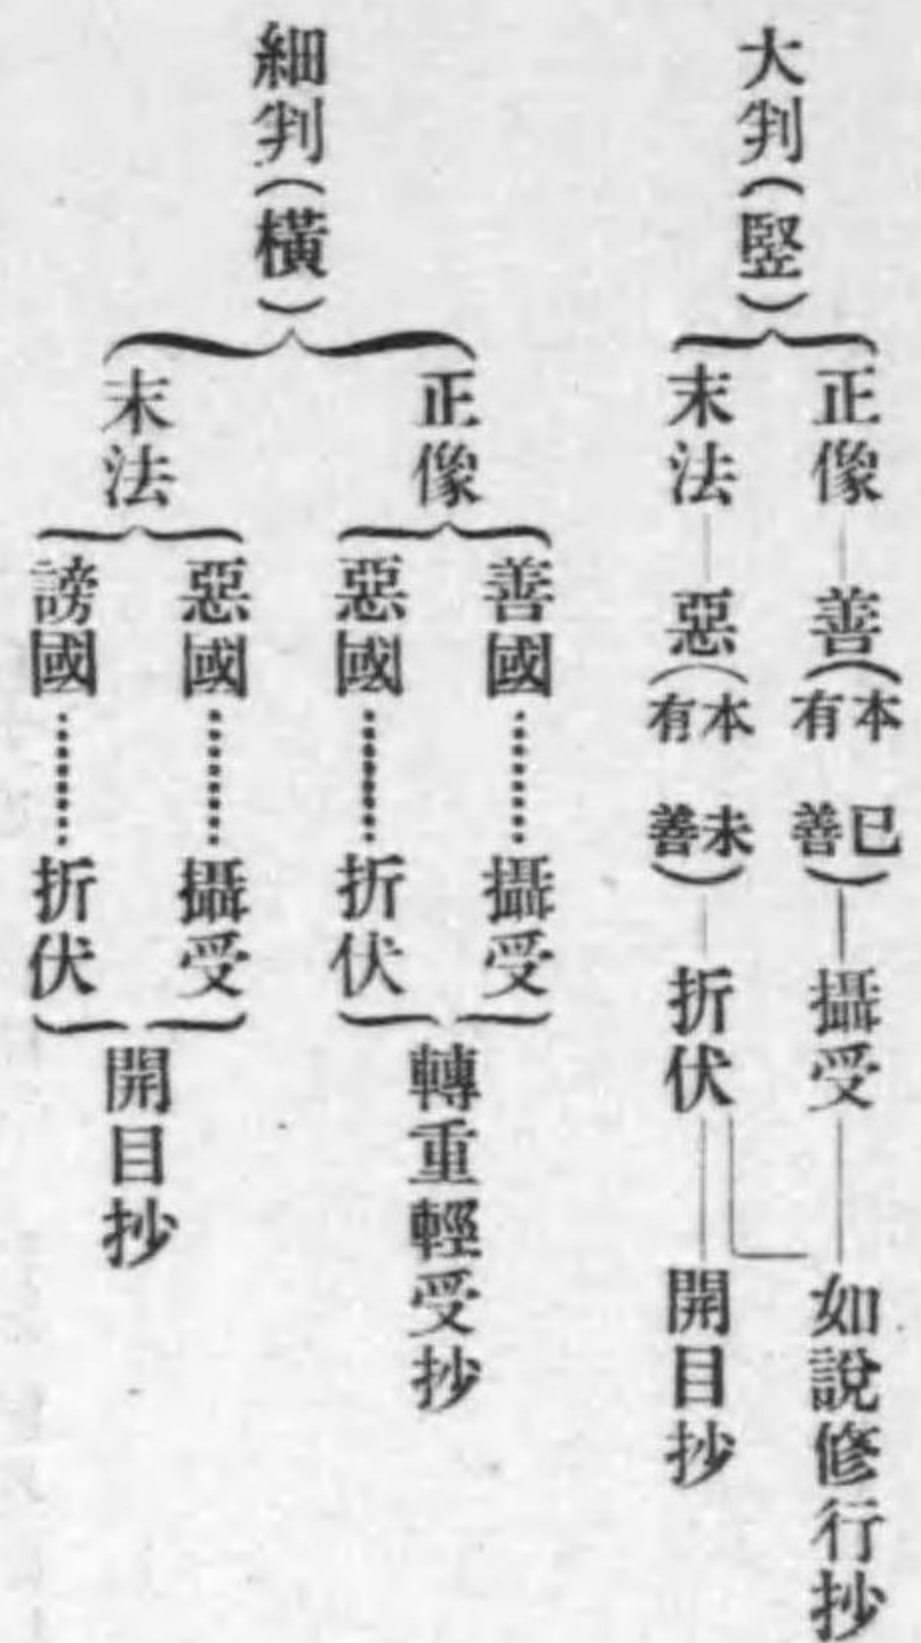 大判(竪)
正像―善(本有已善)―攝受―如說修行抄
末法―惡(本有未善)―折伏―開目抄
細判(橫)
正像
善國……攝受
惡國……折伏
轉重輕受抄
末法
惡國……攝受
謗國……折伏
開目抄